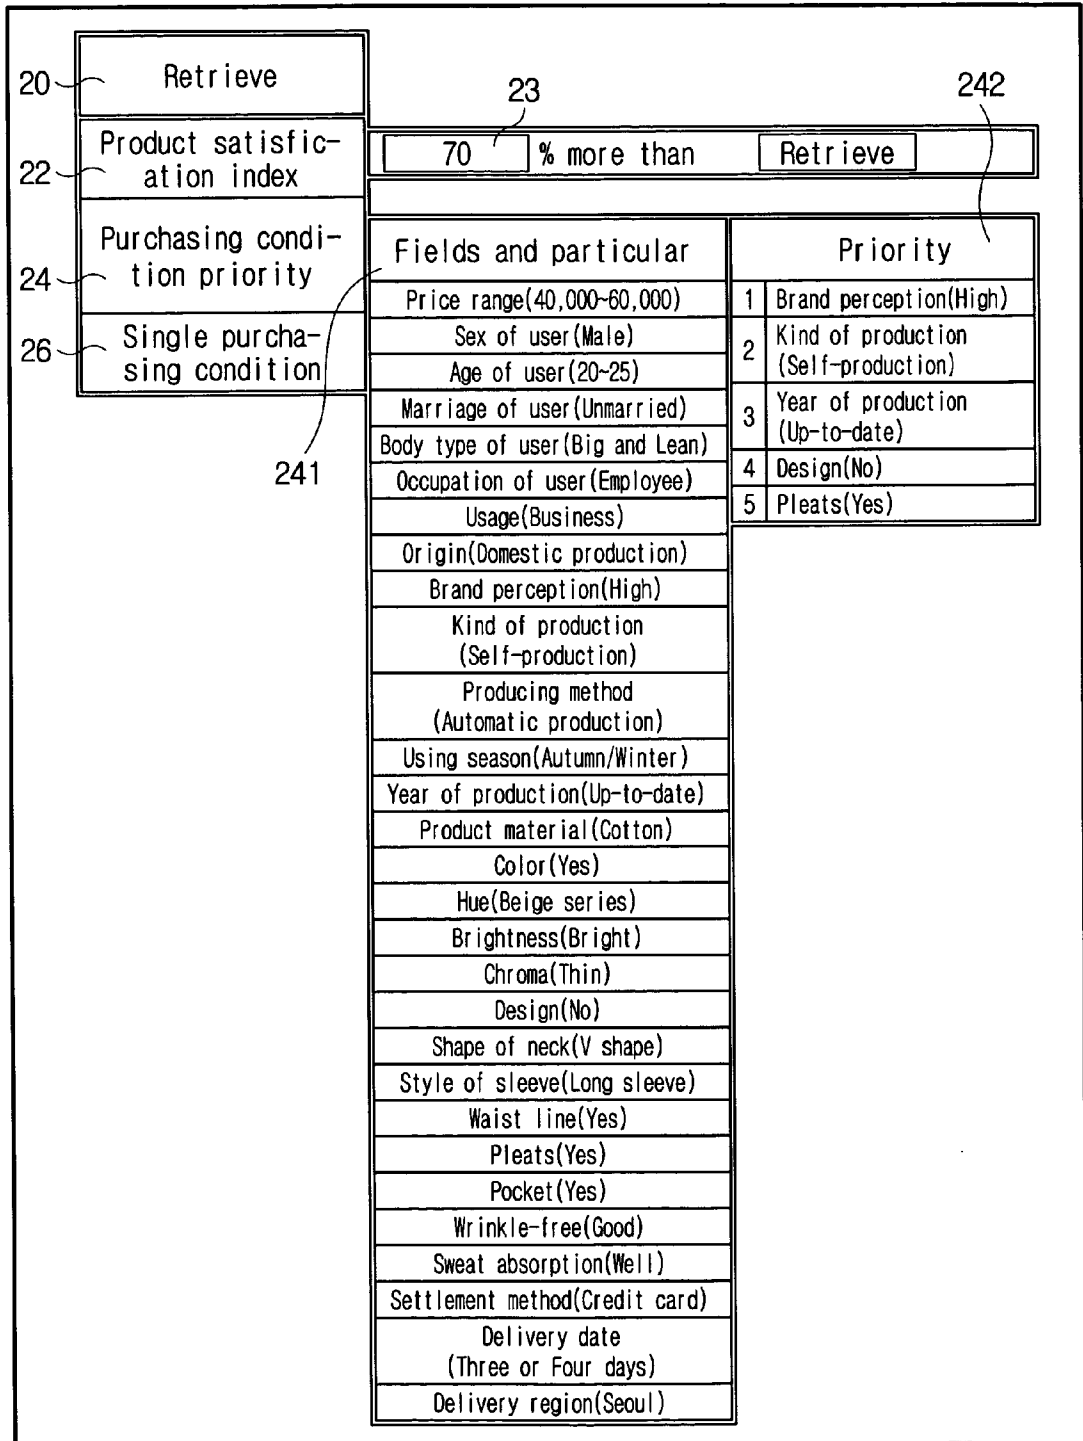 20
Retrieve
22
Product satisfic-
ation index
24
Purchasing condi-
tion priority
26
Single purcha-
sing condition
23
70 % more than Retrieve
242
241
Fields and particular
Price range(40,000~60,000)
Sex of user(Male)
Age of user(20~25)
Marriage of user(Unmarried)
Body type of user(Big and Lean)
Occupation of user(Employee)
Usage(Business)
Origin(Domestic production)
Brand perception(High)
Kind of production
(Self-production)
Producing method
(Automatic production)
Using season(Autumn/Winter)
Year of production(Up-to-date)
Product material(Cotton)
Color(Yes)
Hue(Beige series)
Brightness(Bright)
Chroma(Thin)
Design(No)
Shape of neck(V shape)
Style of sleeve(Long sleeve)
Waist line(Yes)
Pleats(Yes)
Pocket(Yes)
Wrinkle-free(Good)
Sweat absorption(Well)
Settlement method(Credit card)
Delivery date
(Three or Four days)
Delivery region(Seoul)
Priority
1 Brand perception(High)
2 Kind of production
(Self-production)
3 Year of production
(Up-to-date)
4 Design(No)
5 Pleats(Yes)